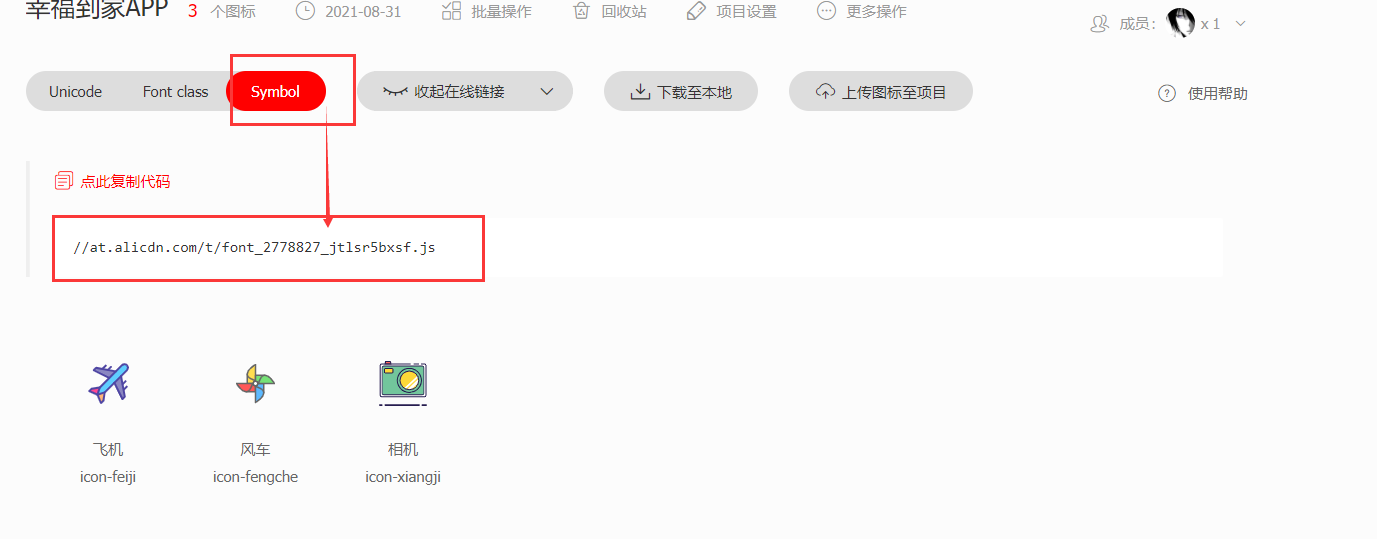 幸福到家APP 3 个图标 2021-08-31 批量操作 回收站 项目设置 更多操作 成员: x 1
Unicode Font class Symbol 收起在线链接 下载至本地 上传图标至项目 使用帮助
点此复制代码
//at.alicdn.com/t/font_2778827_jtlsr5bxsf.js
飞机 风车 相机
icon-feiji icon-fengche icon-xiangji